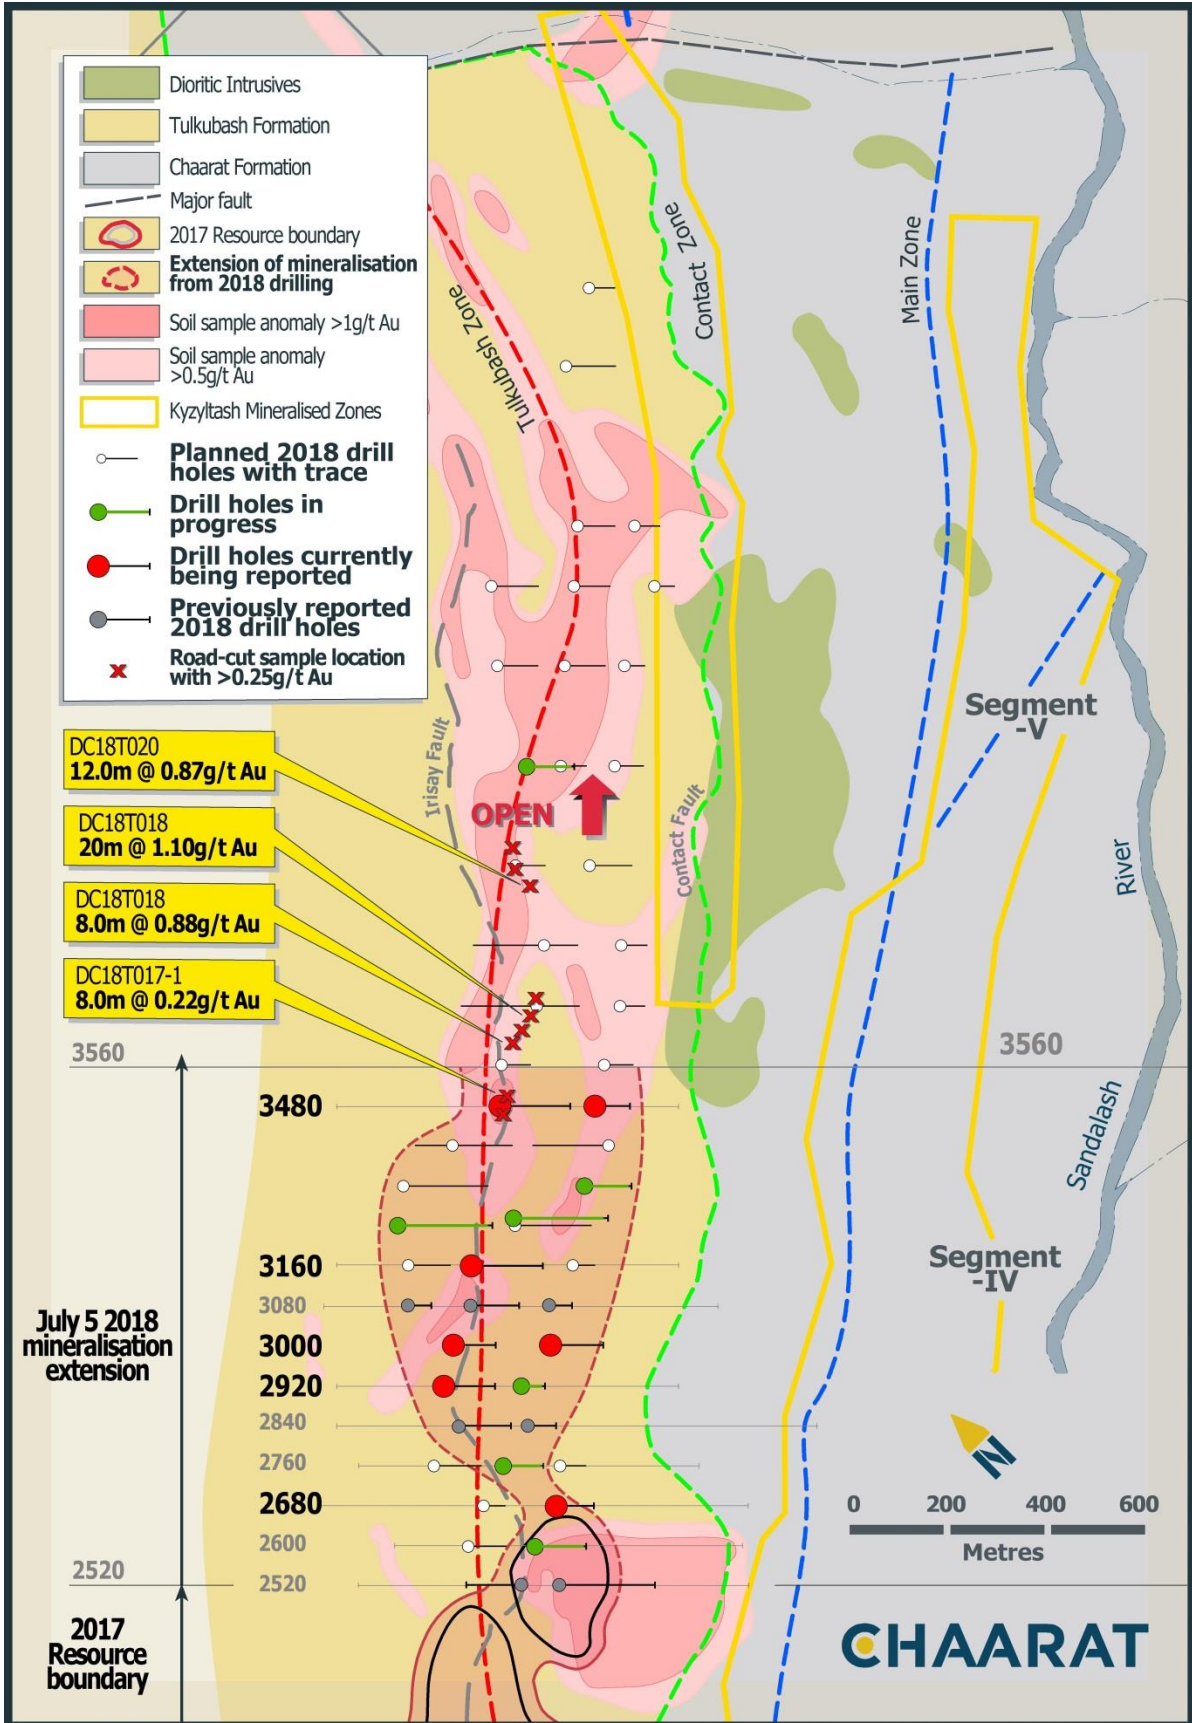 Dioritic Intrusives
Tulkubash Formation
Chaarat Formation
Major fault
2017 Resource boundary
Extension of mineralisation
from 2018 drilling
Soil sample anomaly >1g/t Au
Soil sample anomaly
>0.5g/t Au
Kyzyltash Mineralised Zones
Planned 2018 drill
holes with trace
Drill holes in
progress
Drill holes currently
being reported
Previously reported
2018 drill holes
Road-cut sample location
with >0.25g/t Au
Tulkubash Zone
Contact Zone
Main Zone
Segment
-V
Irisay Fault
Contact Fault
OPEN
River
Sandalash
DC18T020
12.0m @ 0.87g/t Au
DC18T018
20m @ 1.10g/t Au
DC18T018
8.0m @ 0.88g/t Au
DC18T017-1
8.0m @ 0.22g/t Au
3560
3560
3480
3160
3080
3000
2920
2840
2760
2680
2600
2520
2520
Segment
-IV
July 5 2018
mineralisation
extension
2017
Resource
boundary
N
0 200 400 600
Metres
CHAARAT